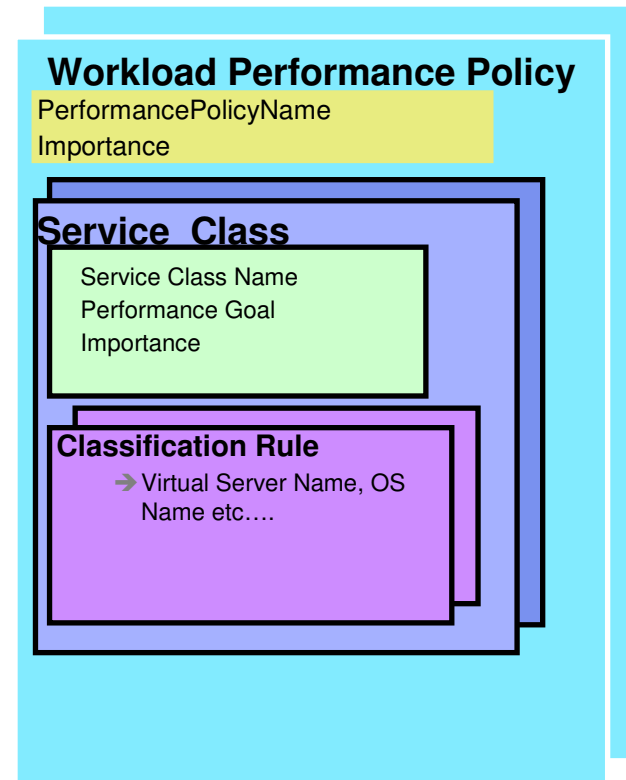 Workload Performance Policy
PerformancePolicyName
Importance
Service Class
Service Class Name
Performance Goal
Importance
Classification Rule
➔ Virtual Server Name, OS
Name etc….